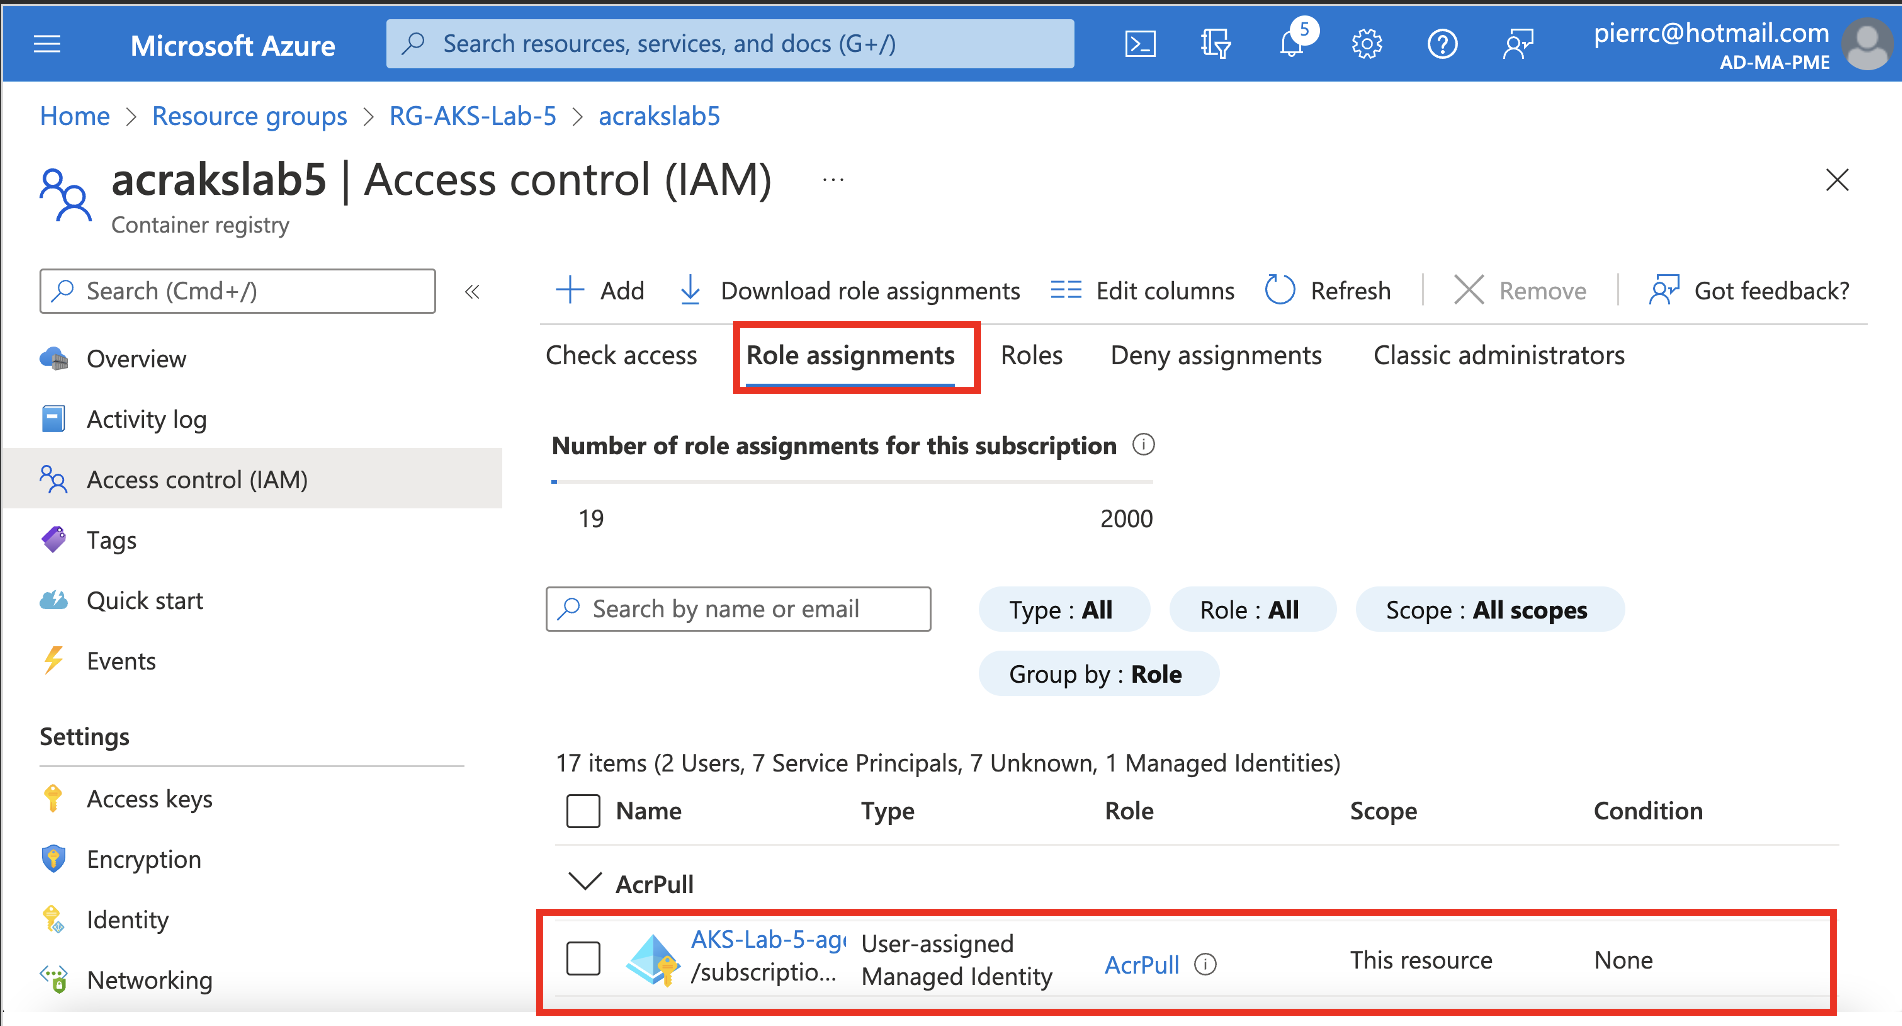 Microsoft Azure
Search resources, services, and docs (G+/)
5
pierrc@hotmail.com
AD-MA-PME
Home > Resource groups > RG-AKS-Lab-5 > acrakslab5
acrakslab5 | Access control (IAM) ...
Container registry
Search (Cmd+/)
«
Overview
Activity log
Access control (IAM)
Tags
Quick start
Events
Settings
Access keys
Encryption
Identity
Networking
Add
Download role assignments
Edit columns
Refresh
Remove
Got feedback?
Check access
Role assignments
Roles
Deny assignments
Classic administrators
Number of role assignments for this subscription
19
2000
Search by name or email
Type : All
Role : All
Scope : All scopes
Group by : Role
17 items (2 Users, 7 Service Principals, 7 Unknown, 1 Managed Identities)
Name Type Role Scope Condition
AcrPull
AKS-Lab-5-age
/subscriptio...
User-assigned
Managed Identity
AcrPull
This resource
None